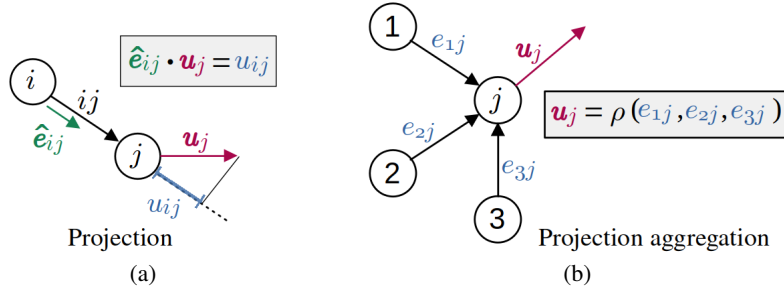 i
ij
ê_ij
ê_ij · u_j = u_ij
j
u_j
u_ij
Projection
(a)
1
e_1j
u_j
j
e_2j
2
e_3j
3
u_j = ρ(e_1j, e_2j, e_3j)
Projection aggregation
(b)